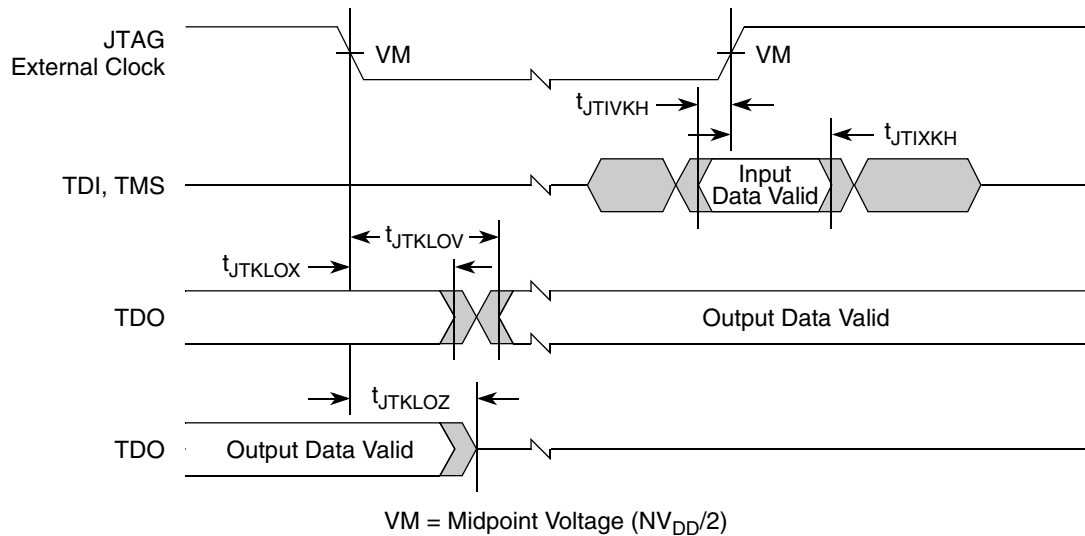 JTAG
External Clock
VM
VM
tJTIVKH
tJTIXKH
TDI, TMS
Input
Data Valid
tJTKLOV
tJTKLOX
TDO
Output Data Valid
tJTKLOZ
TDO
Output Data Valid
VM = Midpoint Voltage (NVDD/2)